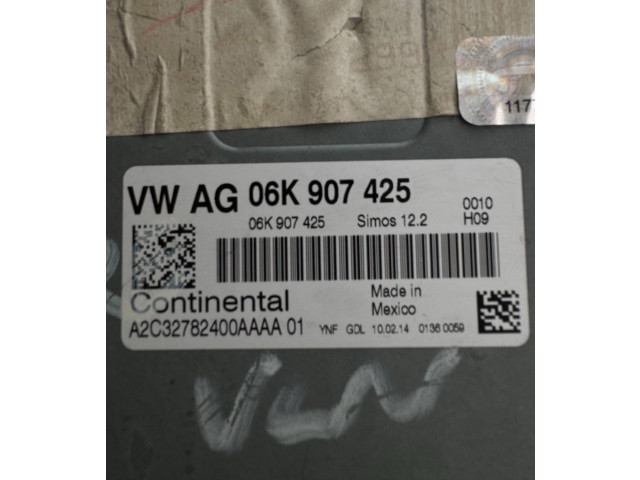 1177
VW AG 06K 907 425
06K 907 425 Simos 12.2
0010
H09
Continental
Made in
Mexico
A2C32782400AAAA 01 YNF GDL 10.02.14 0136 0059